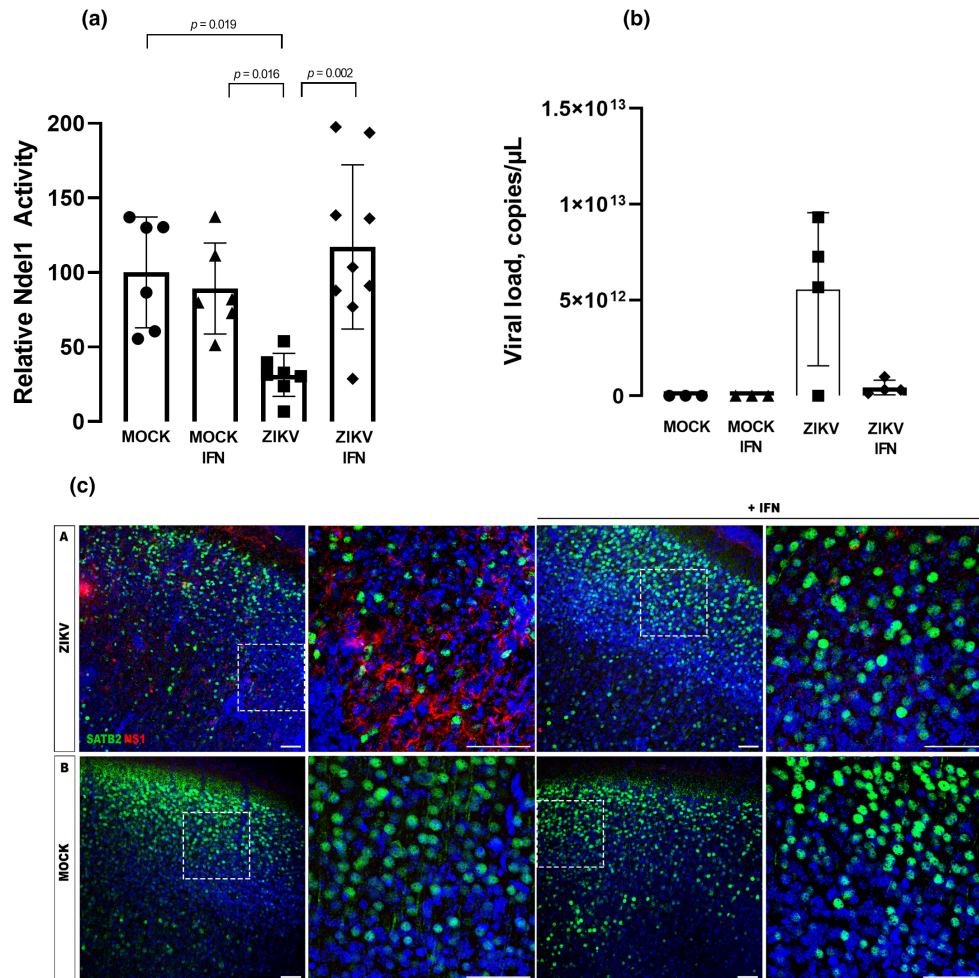 (a)
p = 0.019
p = 0.016
p = 0.002
Relative Ndel1 Activity
200
150
100
50
0
MOCK
MOCK IFN
ZIKV
ZIKV IFN
(b)
Viral load, copies/µL
1.5×10¹³
1×10¹³
5×10¹²
0
MOCK
MOCK IFN
ZIKV
ZIKV IFN
(c)
+ IFN
A
ZIKV
SATB2 NS1
B
MOCK